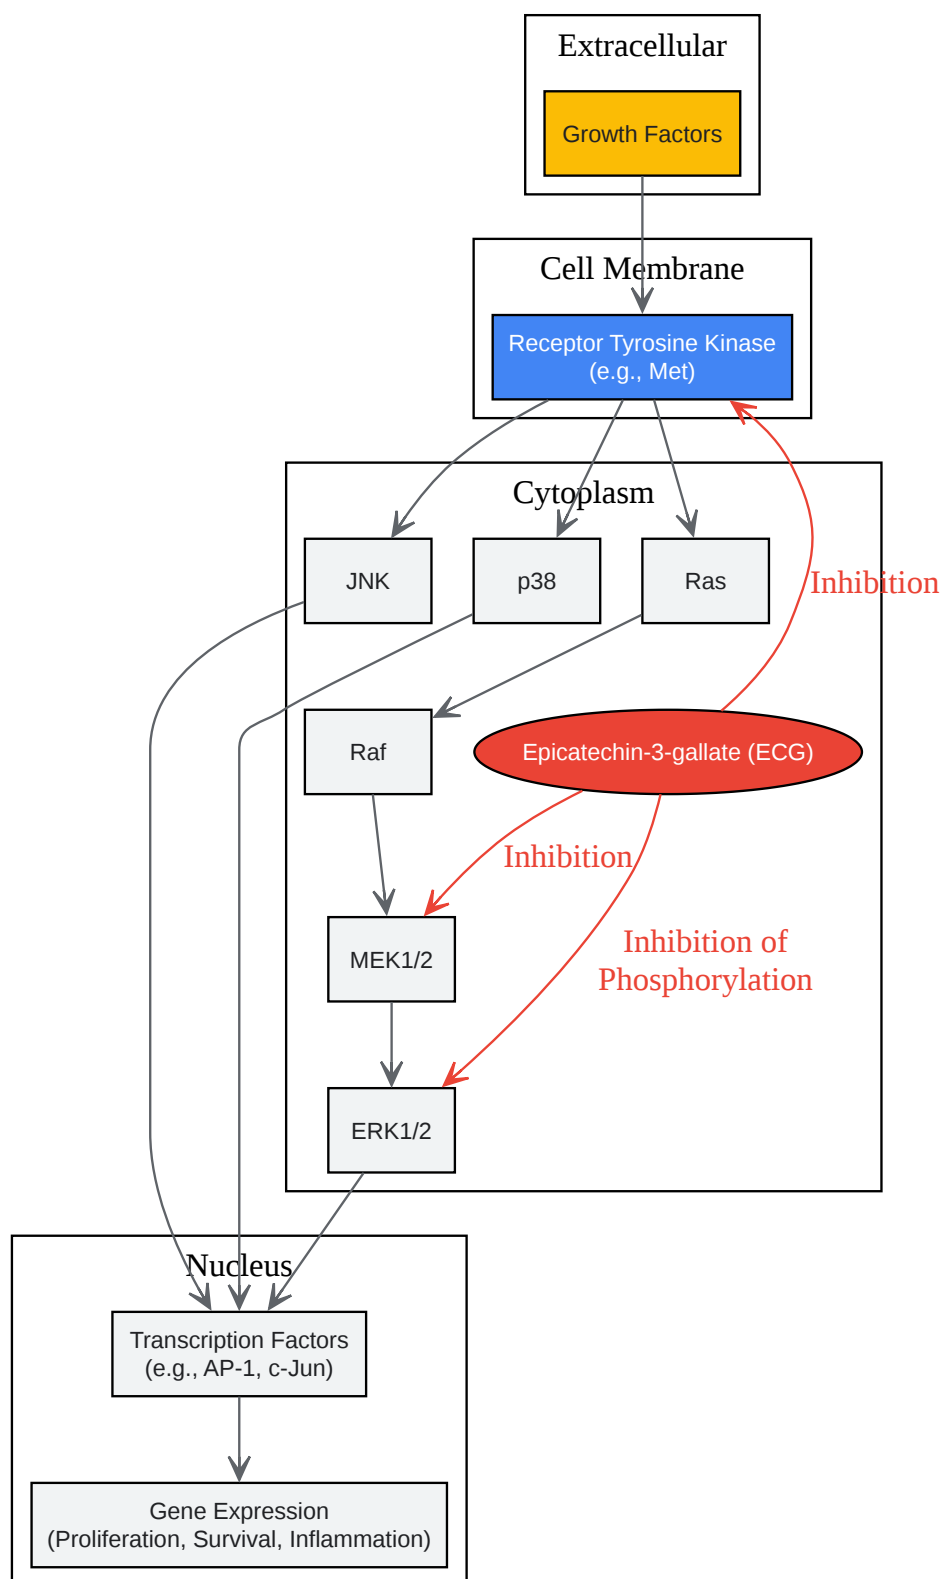 Extracellular
Growth Factors
Cell Membrane
Receptor Tyrosine Kinase
(e.g., Met)
Cytoplasm
JNK
p38
Ras
Inhibition
Raf
Epicatechin-3-gallate (ECG)
Inhibition
Inhibition of
Phosphorylation
MEK1/2
ERK1/2
Nucleus
Transcription Factors
(e.g., AP-1, c-Jun)
Gene Expression
(Proliferation, Survival, Inflammation)